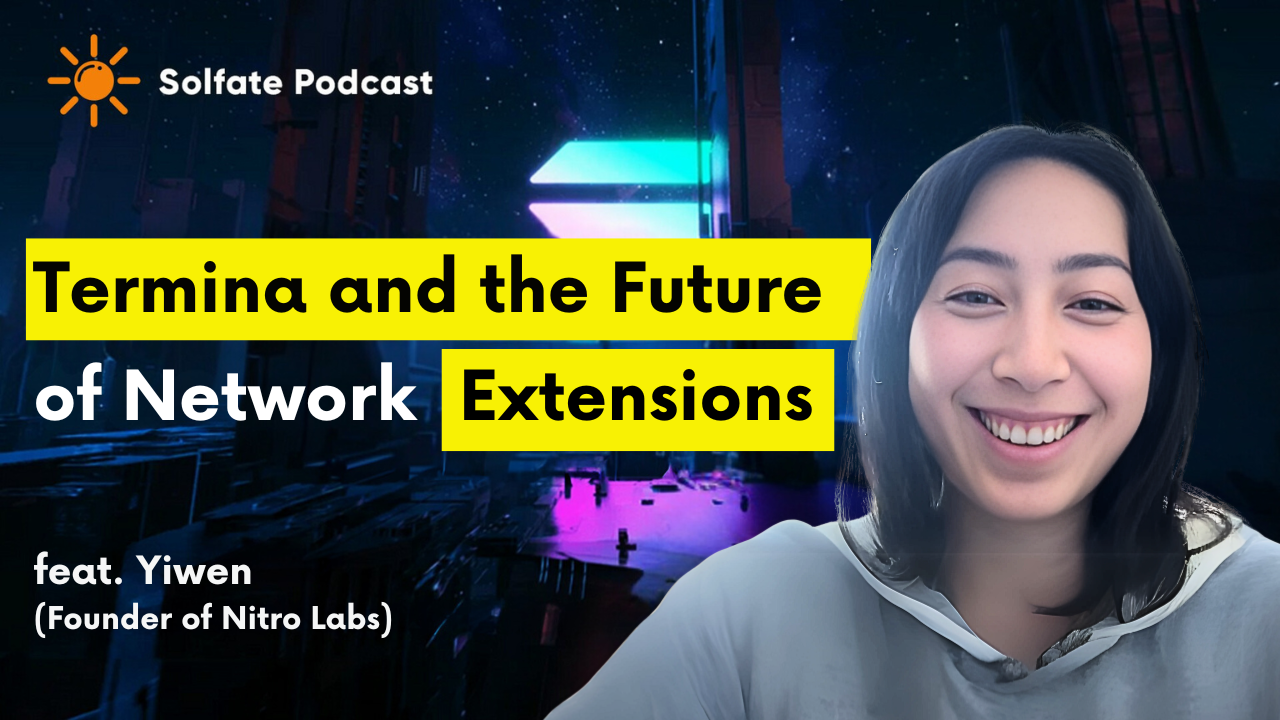 Solfate Podcast
Termina and the Future
of Network Extensions
feat. Yiwen
(Founder of Nitro Labs)